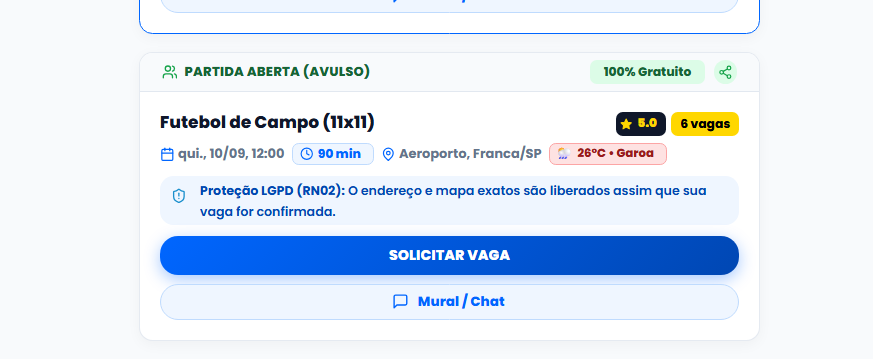 PARTIDA ABERTA (AVULSO)
100% Gratuito
Futebol de Campo (11x11)
5.0
6 vagas
qui., 10/09, 12:00
90 min
Aeroporto, Franca/SP
26°C • Garoa
Proteção LGPD (RN02): O endereço e mapa exatos são liberados assim que sua
vaga for confirmada.
SOLICITAR VAGA
Mural / Chat